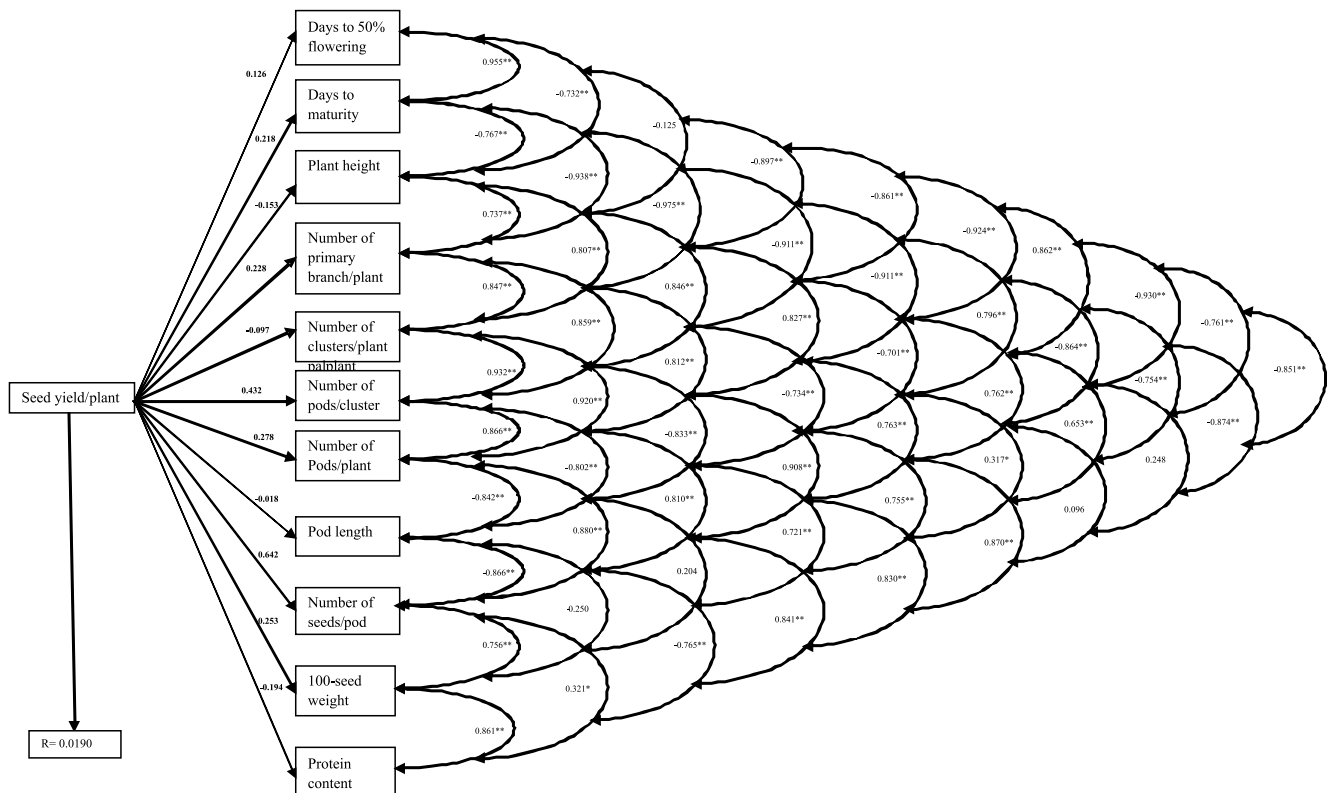 Days to 50%
flowering
0.955**
0.126
-0.732**
Days to
maturity
-0.125
0.218
-0.767**
-0.897**
Plant height
-0.938**
-0.861**
-0.153
-0.975**
0.737**
-0.924**
Number of
primary
branch/plant
0.807**
-0.911**
0.862**
0.228
0.847**
0.846**
-0.911**
-0.930**
Number of
clusters/plant
palplant
-0.097
0.859**
0.827**
0.796**
-0.761**
0.932**
0.812**
-0.701**
-0.864**
-0.851**
Seed yield/plant
0.432
Number of
pods/cluster
0.920**
-0.734**
0.762**
-0.754**
0.278
Number of
Pods/plant
0.866**
-0.833**
0.763**
0.653**
-0.874**
-0.802**
0.908**
0.317*
0.248
-0.018
Pod length
-0.842**
0.810**
0.755**
0.096
0.642
0.880**
0.721**
0.870**
-0.866**
0.204
0.830**
Number of
seeds/pod
0.253
-0.250
0.841**
0.756**
-0.765**
100-seed
weight
-0.194
0.321*
0.861**
R= 0.0190
Protein
content